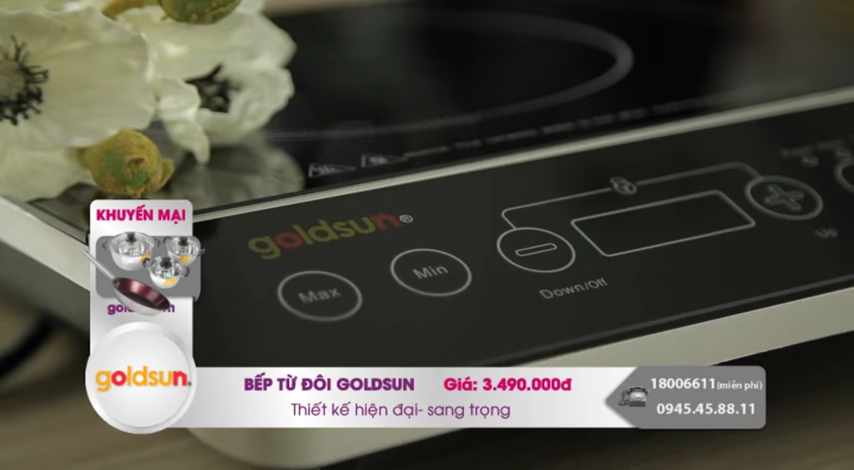 goldsun®
Max
Min
Down/Off
Up
KHUYẾN MẠI
goldsun.
BẾP TỪ ĐÔI GOLDSUN
Giá: 3.490.000đ
Thiết kế hiện đại- sang trọng
18006611(miễn phí)
0945.45.88.11